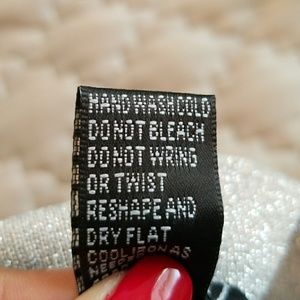 HAND WASH COLD
DO NOT BLEACH
DO NOT WRING
OR TWIST
RESHAPE AND
DRY FLAT
COOL IRON AS